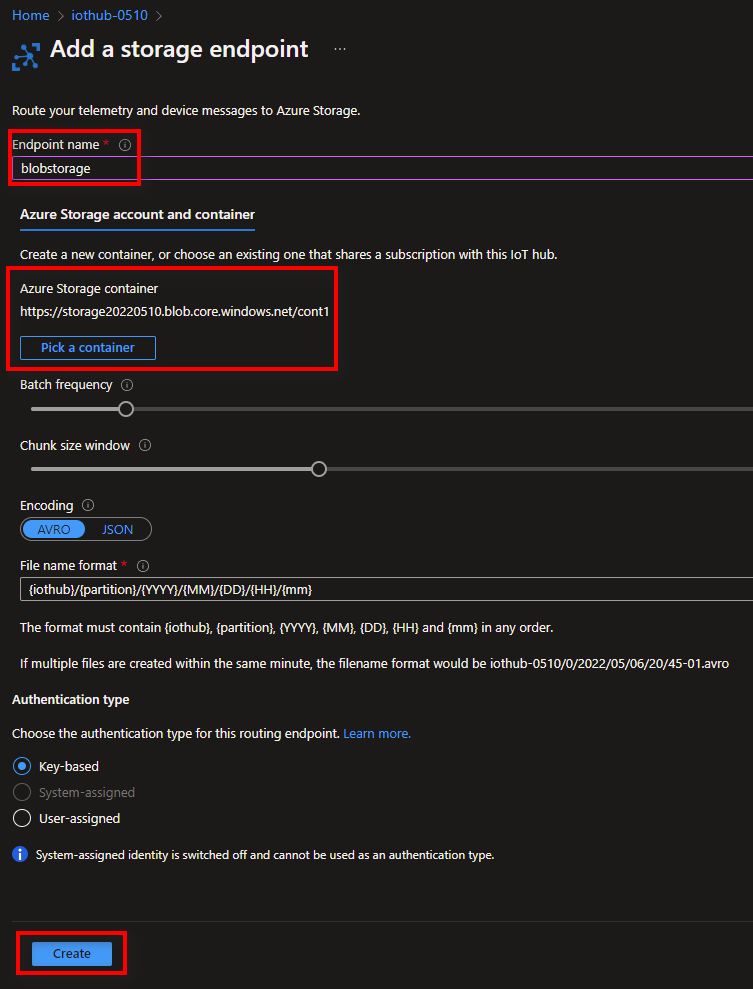 Home > iothub-0510 >
Add a storage endpoint ...
Route your telemetry and device messages to Azure Storage.
Endpoint name *
blobstorage
Azure Storage account and container
Create a new container, or choose an existing one that shares a subscription with this IoT hub.
Azure Storage container
https://storage20220510.blob.core.windows.net/cont1
Pick a container
Batch frequency
Chunk size window
Encoding
AVRO JSON
File name format *
{iothub}/{partition}/{YYYY}/{MM}/{DD}/{HH}/{mm}
The format must contain {iothub}, {partition}, {YYYY}, {MM}, {DD}, {HH} and {mm} in any order.
If multiple files are created within the same minute, the filename format would be iothub-0510/0/2022/05/06/20/45-01.avro
Authentication type
Choose the authentication type for this routing endpoint. Learn more.
Key-based
System-assigned
User-assigned
System-assigned identity is switched off and cannot be used as an authentication type.
Create